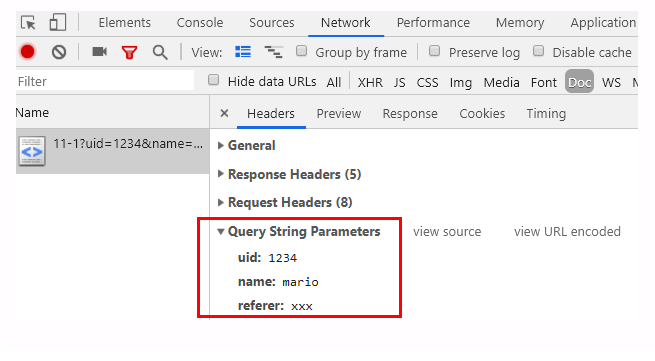 Elements Console Sources Network Performance Memory Application
View: Group by frame Preserve log Disable cache
Filter Hide data URLs All XHR JS CSS Img Media Font Doc WS
Name × Headers Preview Response Cookies Timing
11-1?uid=1234&name=...
▶ General
▶ Response Headers (5)
▶ Request Headers (8)
▼ Query String Parameters view source view URL encoded
uid: 1234
name: mario
referer: xxx